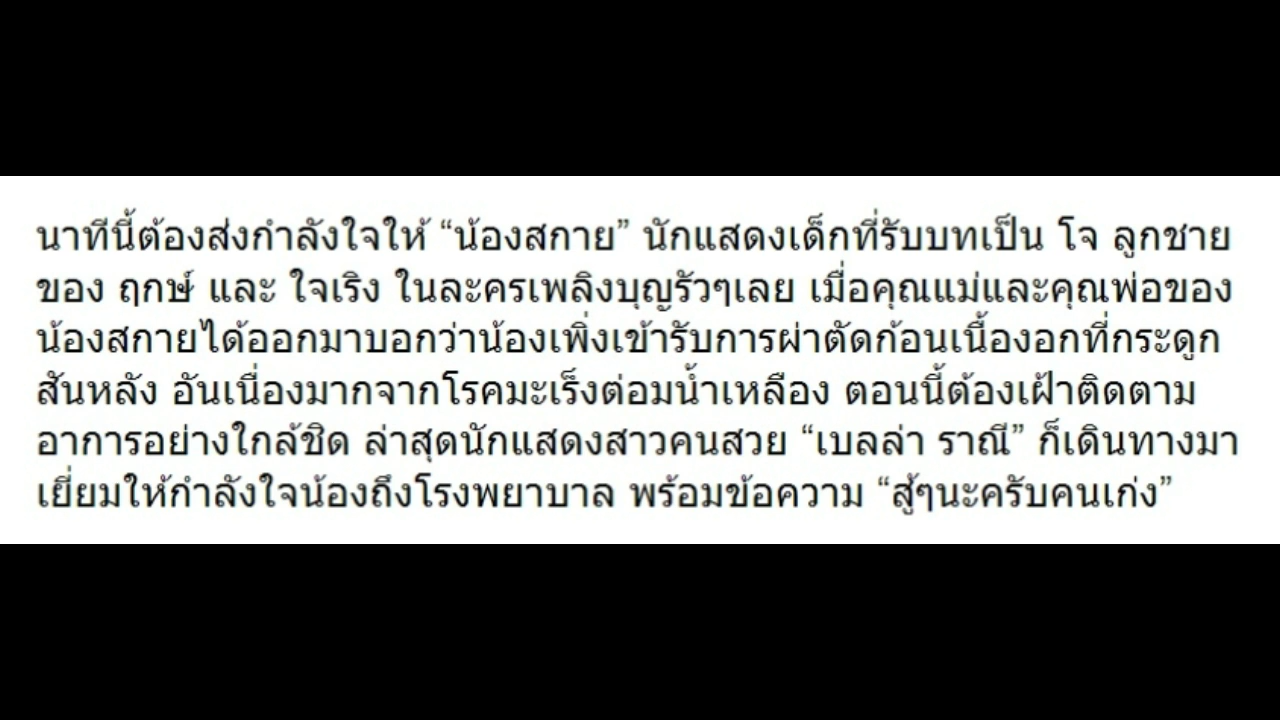 นาทีนี้ต้องส่งกำลังใจให้ “น้องสกาย” นักแสดงเด็กที่รับบทเป็น โจ ลูกชาย
ของ ฤกษ์ และ ใจเริง ในละครเพลิงบุญรัวๆเลย เมื่อคุณแม่และคุณพ่อของ
น้องสกายได้ออกมาบอกว่าน้องเพิ่งเข้ารับการผ่าตัดก้อนเนื้องอกที่กระดูก
สันหลัง อันเนื่องมากจากโรคมะเร็งต่อมน้ำเหลือง ตอนนี้ต้องเฝ้าติดตาม
อาการอย่างใกล้ชิด ล่าสุดนักแสดงสาวคนสวย “เบลล่า ราณี” ก็เดินทางมา
เยี่ยมให้กำลังใจน้องถึงโรงพยาบาล พร้อมข้อความ “สู้ๆนะครับคนเก่ง”